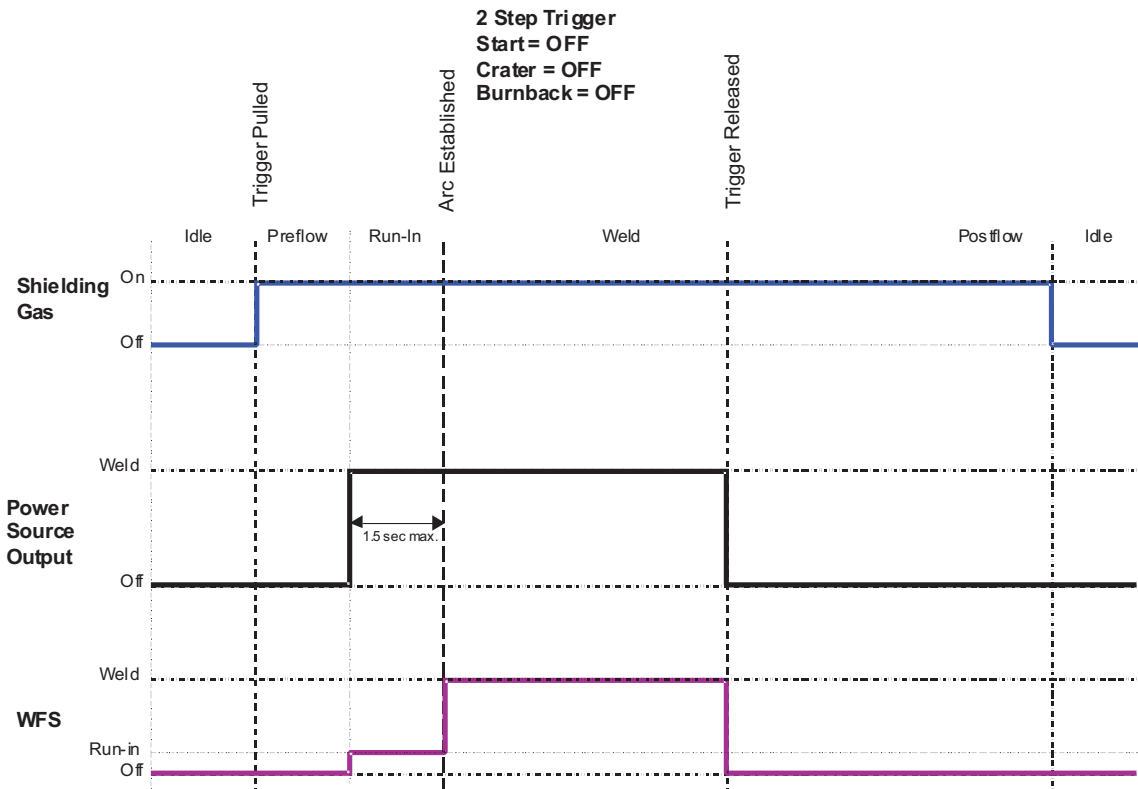 2 Step Trigger
Start = OFF
Crater = OFF
Burnback = OFF
Trigger Pulled
Arc Established
Trigger Released
Idle
Preflow
Run-In
Weld
Postflow
Idle
Shielding
Gas
On
Off
Power
Source
Output
Weld
1.5 sec max.
Off
WFS
Weld
Run-in
Off